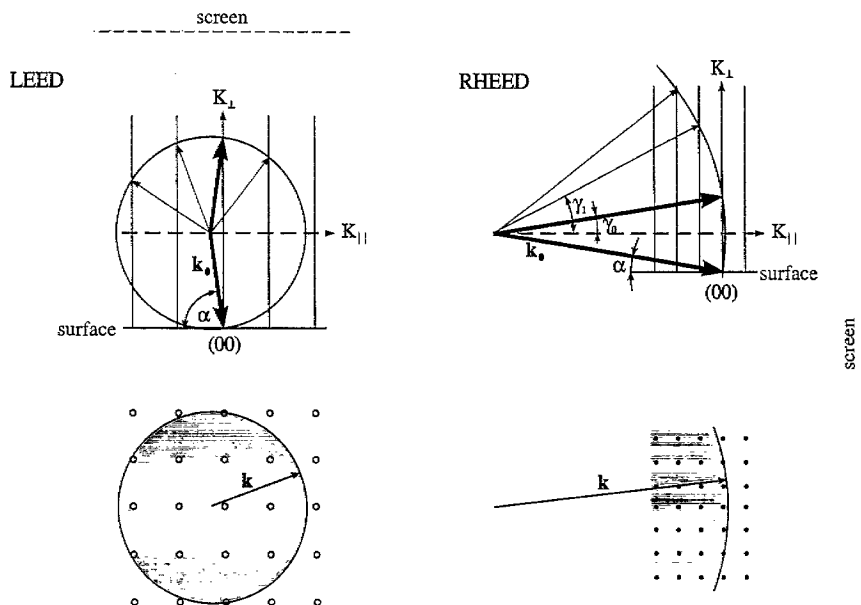 screen
LEED
K⊥
K||
k₀
α
surface
(00)
RHEED
K⊥
γ₁
γ₀
K||
k₀
α
surface
(00)
screen
k
k